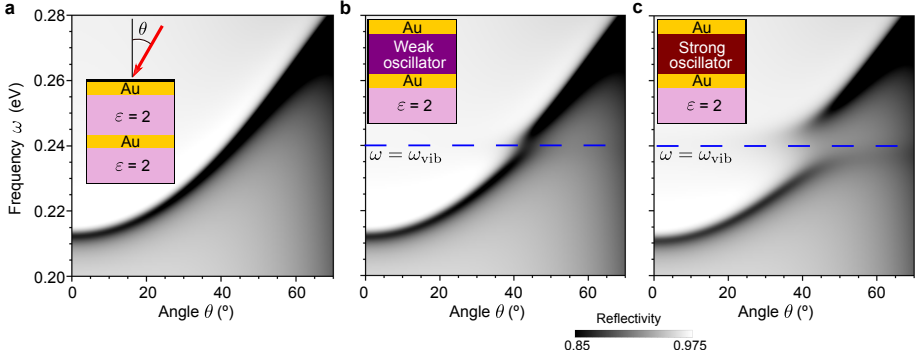 a
0.28
0.26
0.24
0.22
0.20
Frequency ω (eV)
θ
Au
ε = 2
Au
ε = 2
0
20
40
60
Angle θ (º)
b
Au
Weak
oscillator
Au
ε = 2
ω = ωvib
0
20
40
60
Angle θ (º)
c
Au
Strong
oscillator
Au
ε = 2
ω = ωvib
0
20
40
60
Angle θ (º)
Reflectivity
0.85
0.975